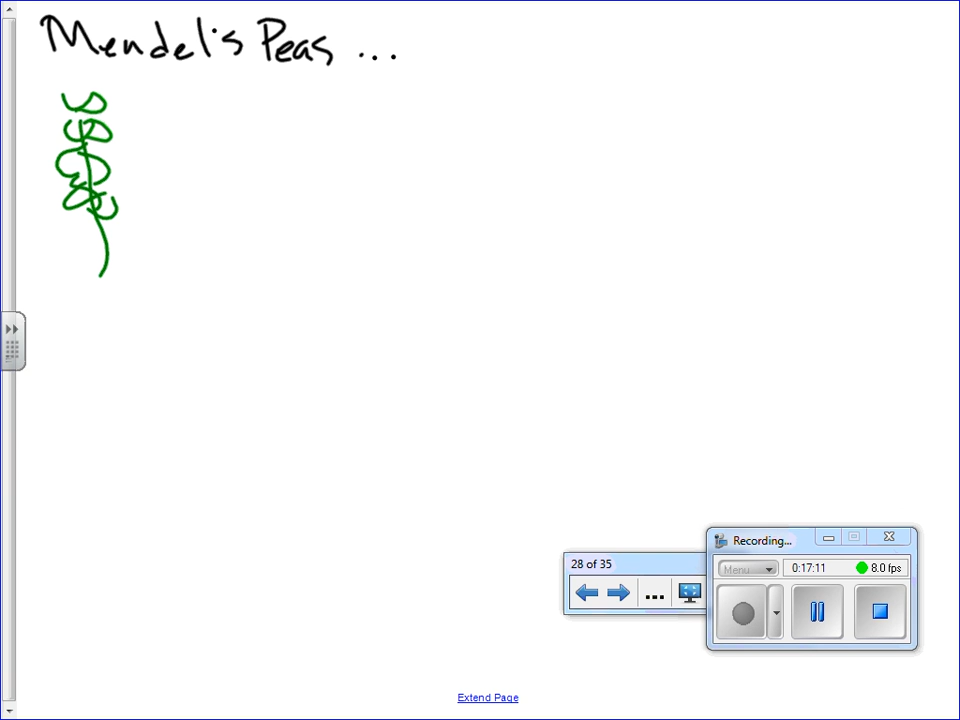 Mendel's Peas ...
28 of 35
...
Recording...
Menu
0:17:11
8.0 fps
Extend Page